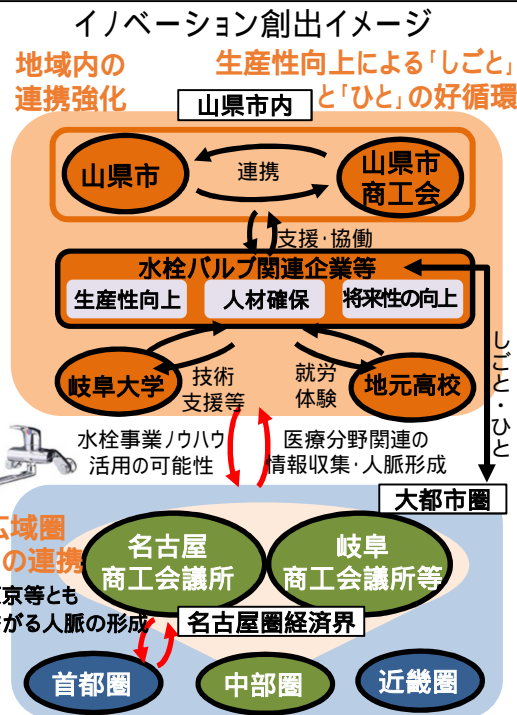 イノベーション創出イメージ
地域内の
連携強化
生産性向上による「しごと」
と「ひと」の好循環
山県市内
山県市
連携
山県市
商工会
支援・協働
水栓バルブ関連企業等
生産性向上
人材確保
将来性の向上
岐阜大学
技術
支援等
就労
体験
地元高校
しごと・ひと
水栓事業ノウハウ
活用の可能性
医療分野関連の
情報収集・人脈形成
大都市圏
広域圏
の連携
名古屋
商工会議所
岐阜
商工会議所等
京等とも
がる人脈の形成
名古屋圏経済界
首都圏
中部圏
近畿圏